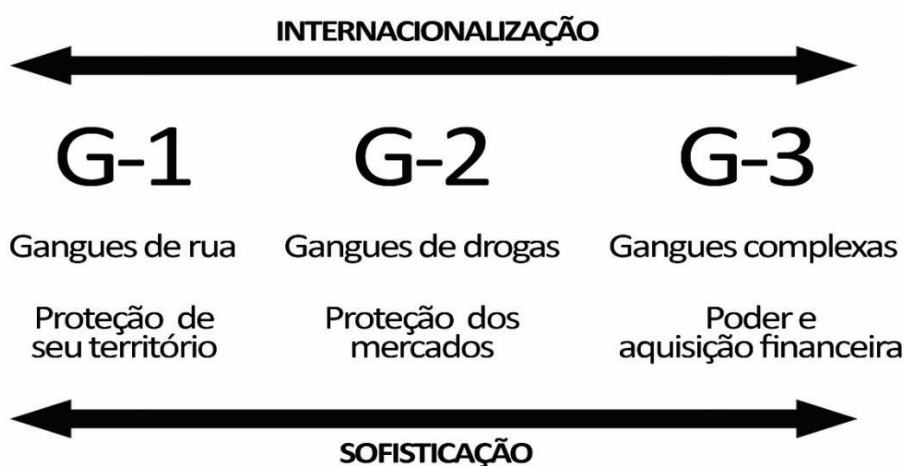 INTERNACIONALIZAÇÃO
G-1
G-2
G-3
Gangues de rua
Gangues de drogas
Gangues complexas
Proteção de
seu território
Proteção dos
mercados
Poder e
aquisição financeira
SOFISTICAÇÃO